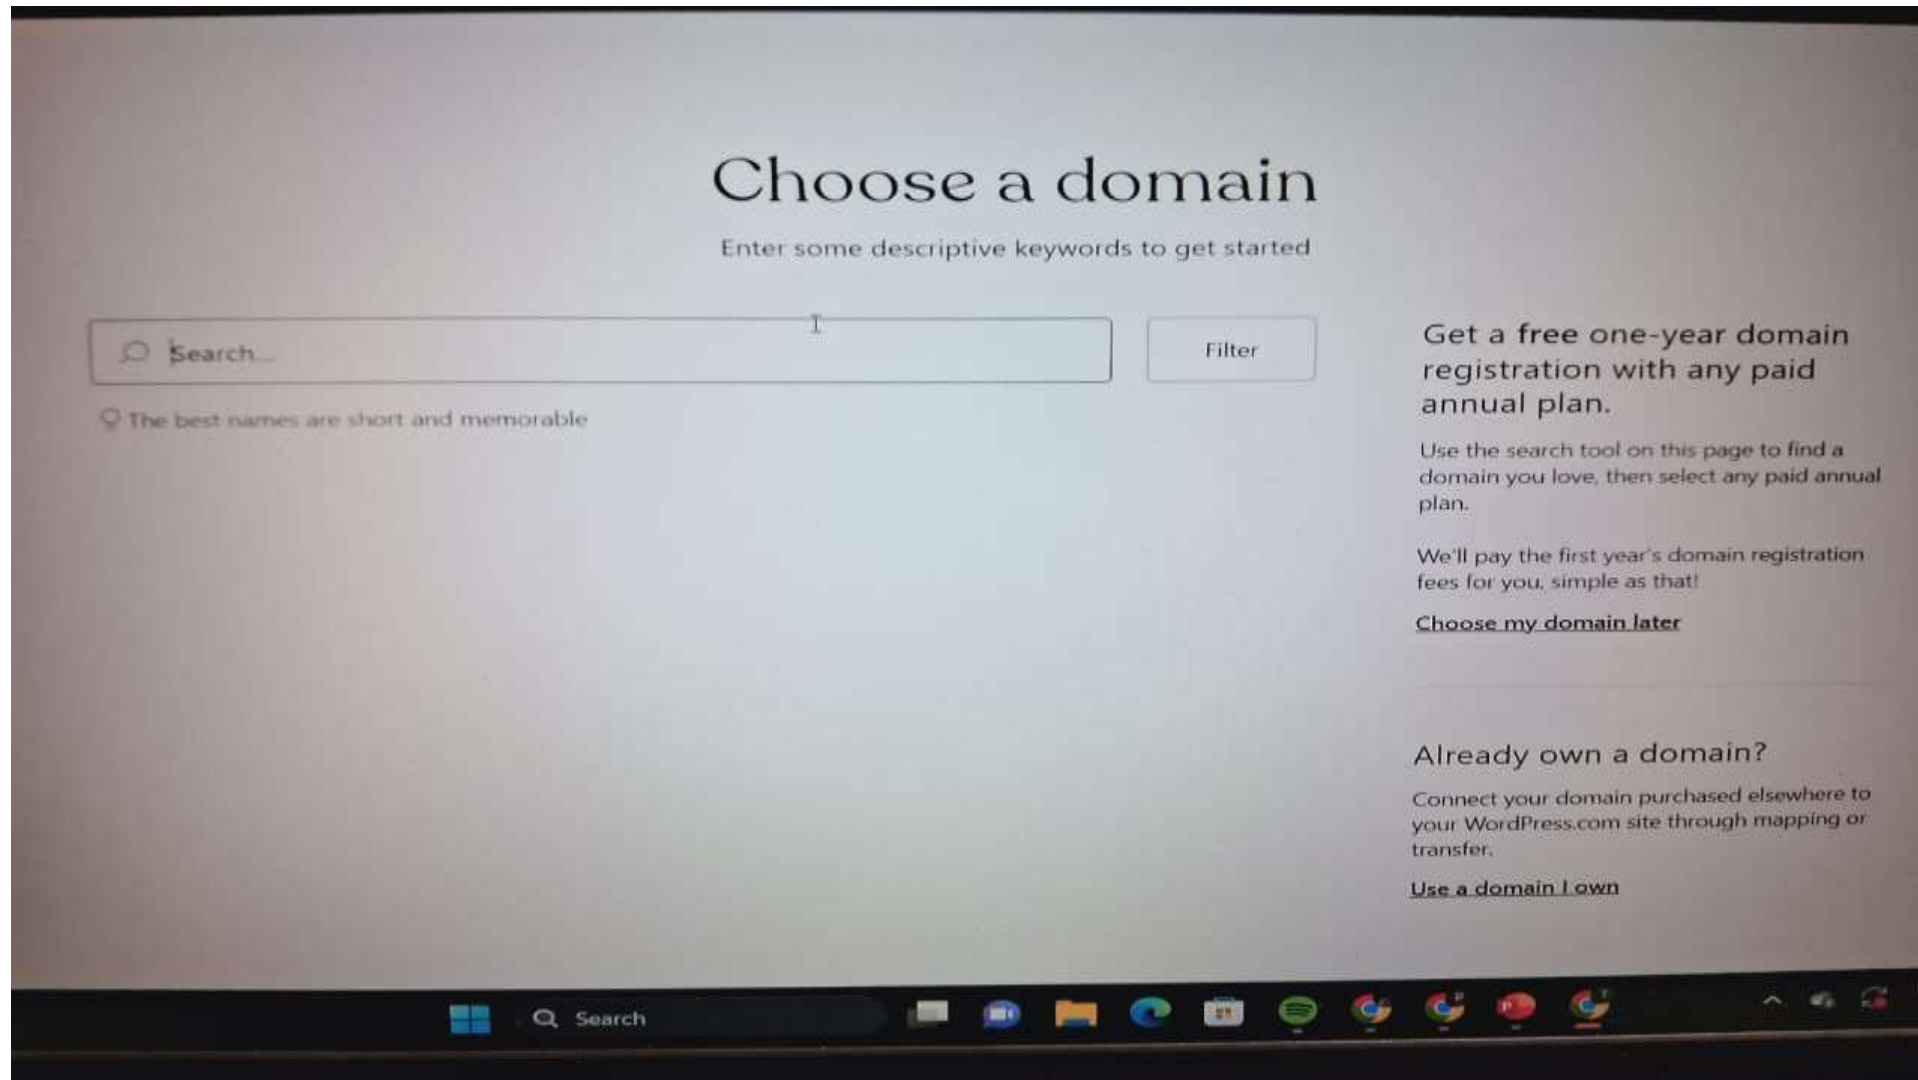 Choose a domain
Enter some descriptive keywords to get started
Search...
Filter
The best names are short and memorable
Get a free one-year domain
registration with any paid
annual plan.
Use the search tool on this page to find a
domain you love, then select any paid annual
plan.
We'll pay the first year's domain registration
fees for you, simple as that!
Choose my domain later
Already own a domain?
Connect your domain purchased elsewhere to
your WordPress.com site through mapping or
transfer.
Use a domain I own
Search